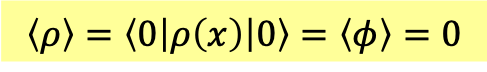 ⟨ρ⟩ = ⟨0|ρ(x)|0⟩ = ⟨ϕ⟩ = 0